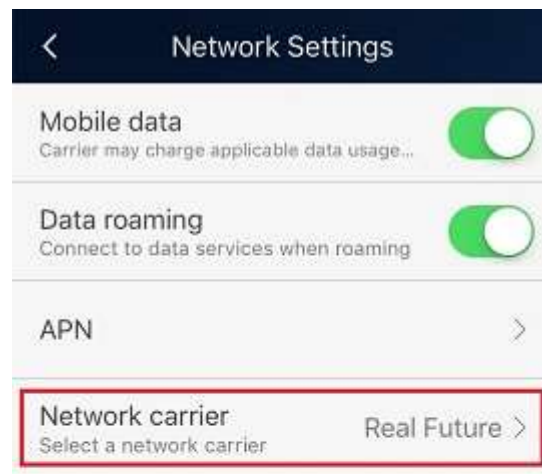 Network Settings
Mobile data
Carrier may charge applicable data usage...
Data roaming
Connect to data services when roaming
APN
Network carrier
Real Future
Select a network carrier